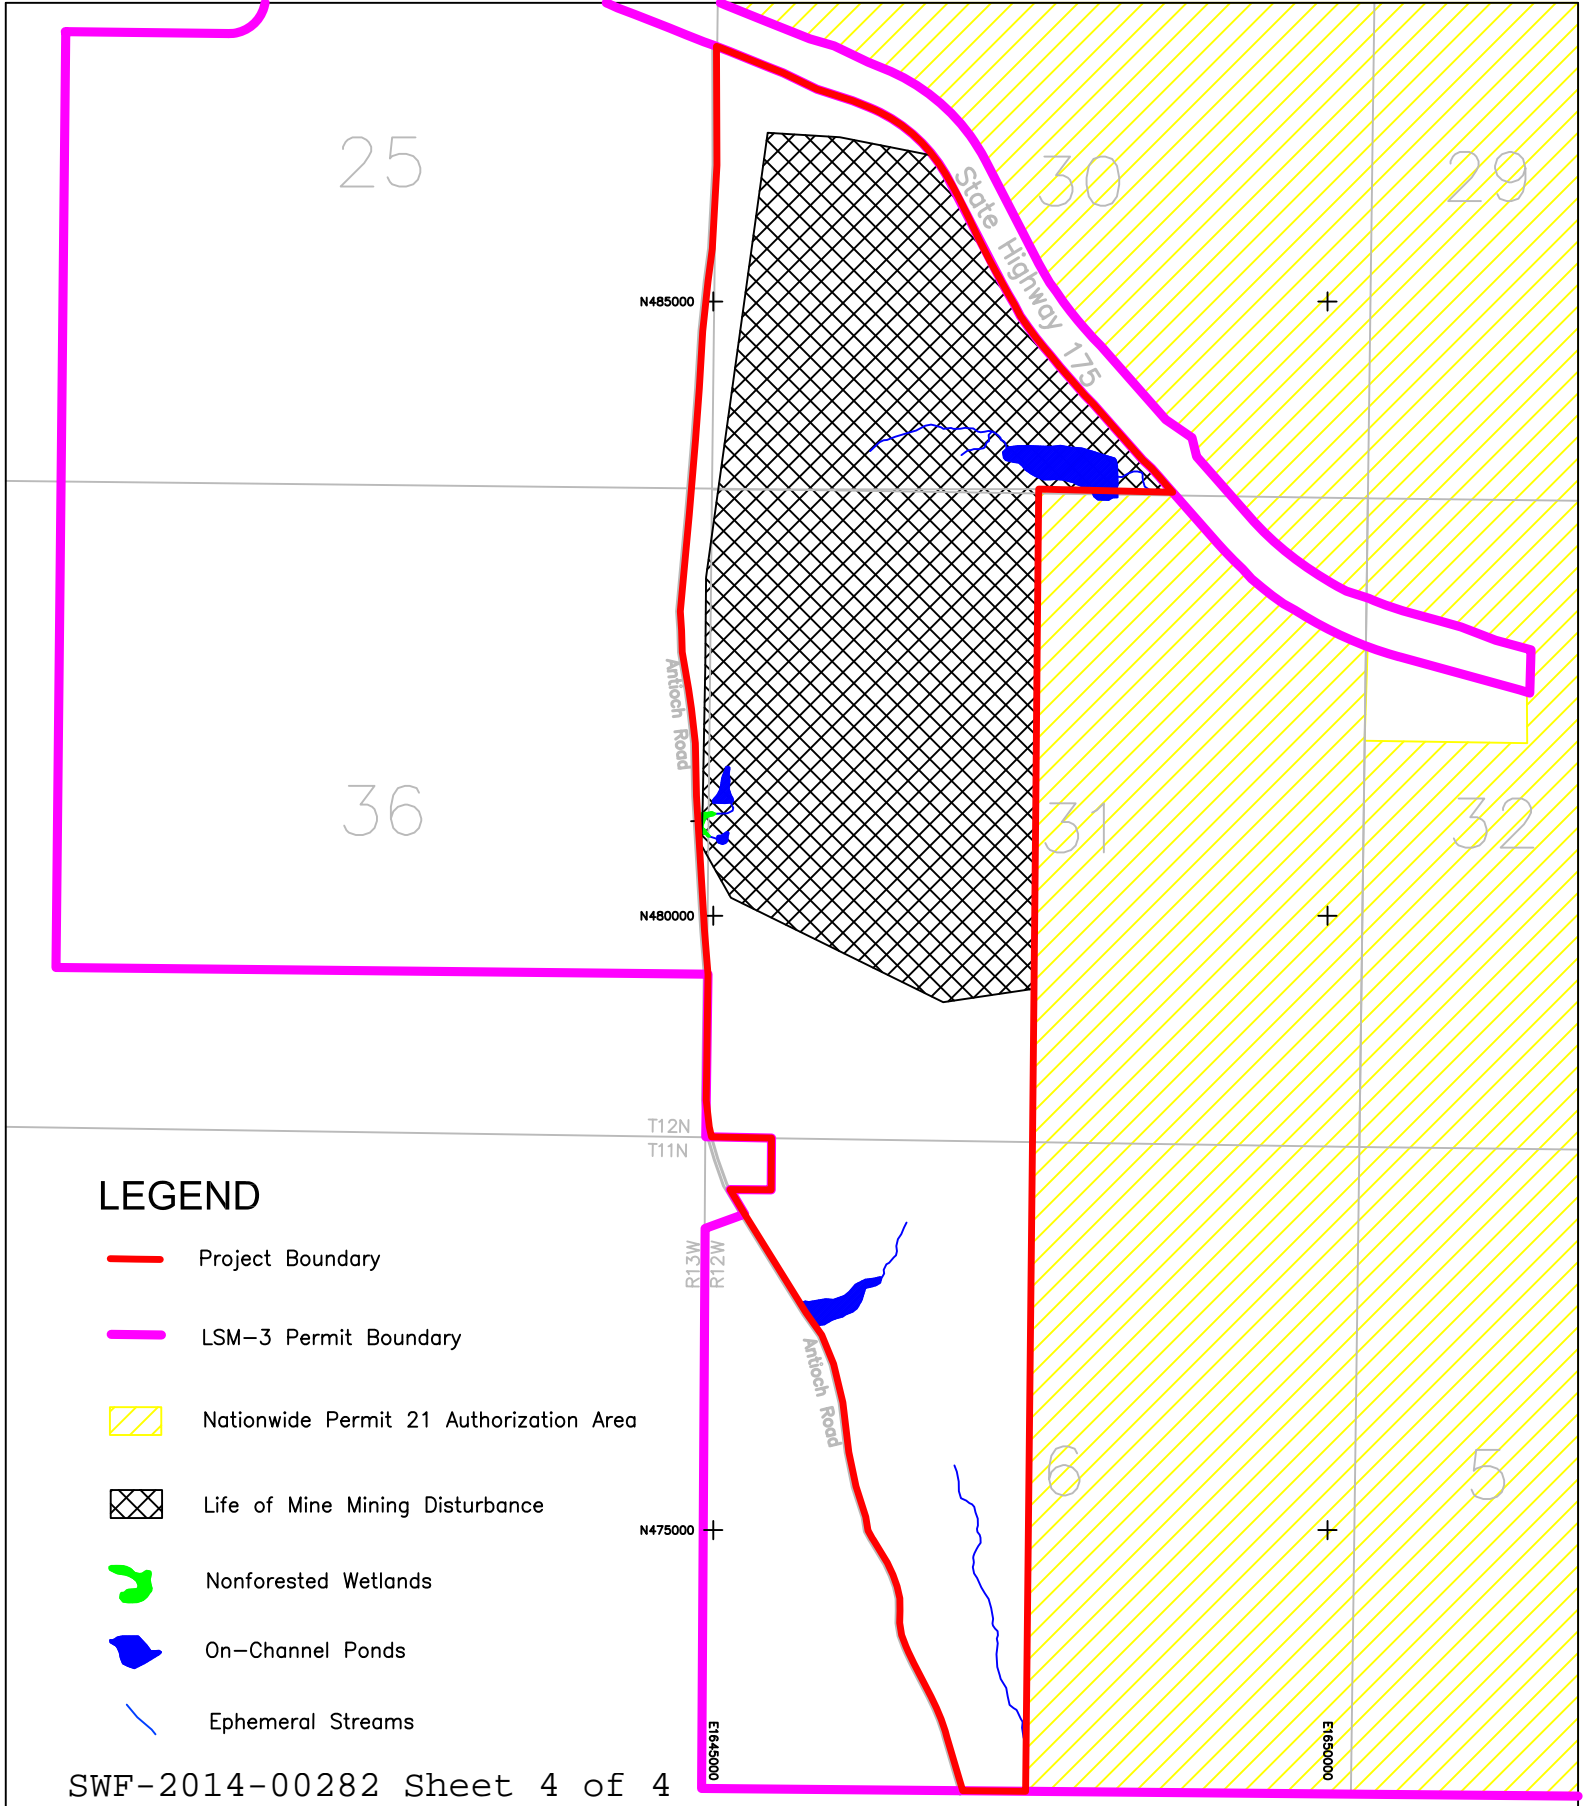 25
30
29
State Highway 175
N485000
Antioch Road
36
31
32
N480000
T12N
T11N
LEGEND
R13W
R12W
Project Boundary
LSM-3 Permit Boundary
Antioch Road
Nationwide Permit 21 Authorization Area
6
5
Life of Mine Mining Disturbance
N475000
Nonforested Wetlands
On-Channel Ponds
Ephemeral Streams
E1645000
E1650000
SWF-2014-00282 Sheet 4 of 4